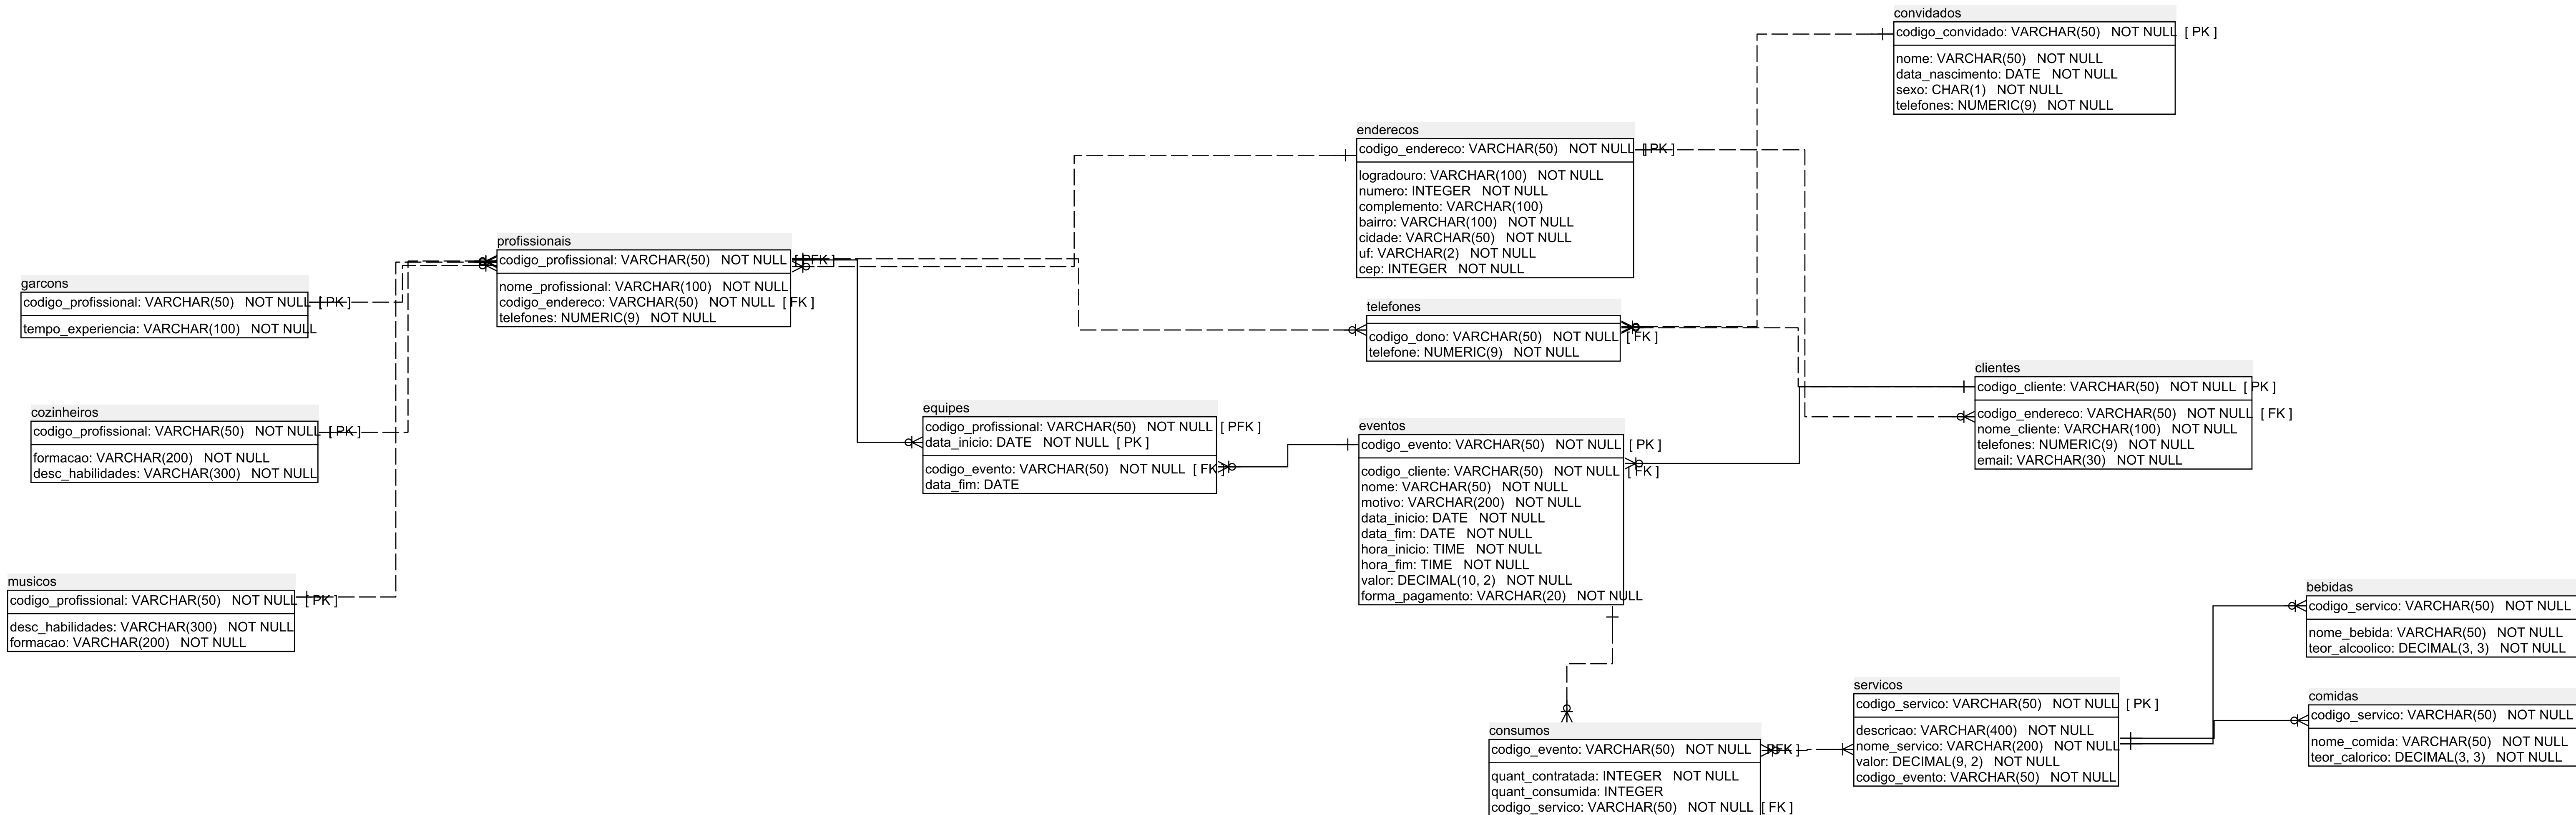 convidados
codigo_convidado: VARCHAR(50)   NOT NULL  [ PK ]
nome: VARCHAR(50)   NOT NULL
data_nascimento: DATE   NOT NULL
sexo: CHAR(1)   NOT NULL
telefones: NUMERIC(9)   NOT NULL
enderecos
codigo_endereco: VARCHAR(50)   NOT NULL  [ PK ]
logradouro: VARCHAR(100)   NOT NULL
numero: INTEGER   NOT NULL
complemento: VARCHAR(100)
bairro: VARCHAR(100)   NOT NULL
cidade: VARCHAR(50)   NOT NULL
uf: VARCHAR(2)   NOT NULL
cep: INTEGER   NOT NULL
profissionais
codigo_profissional: VARCHAR(50)   NOT NULL  [ PFK ]
nome_profissional: VARCHAR(100)   NOT NULL
codigo_endereco: VARCHAR(50)   NOT NULL  [ FK ]
telefones: NUMERIC(9)   NOT NULL
garcons
codigo_profissional: VARCHAR(50)   NOT NULL  [ PK ]
tempo_experiencia: VARCHAR(100)   NOT NULL
telefones
codigo_dono: VARCHAR(50)   NOT NULL  [ FK ]
telefone: NUMERIC(9)   NOT NULL
clientes
codigo_cliente: VARCHAR(50)   NOT NULL  [ PK ]
codigo_endereco: VARCHAR(50)   NOT NULL  [ FK ]
nome_cliente: VARCHAR(100)   NOT NULL
telefones: NUMERIC(9)   NOT NULL
email: VARCHAR(30)   NOT NULL
cozinheiros
codigo_profissional: VARCHAR(50)   NOT NULL  [ PK ]
formacao: VARCHAR(200)   NOT NULL
desc_habilidades: VARCHAR(300)   NOT NULL
equipes
codigo_profissional: VARCHAR(50)   NOT NULL  [ PFK ]
data_inicio: DATE   NOT NULL  [ PK ]
codigo_evento: VARCHAR(50)   NOT NULL  [ FK ]
data_fim: DATE
eventos
codigo_evento: VARCHAR(50)   NOT NULL  [ PK ]
codigo_cliente: VARCHAR(50)   NOT NULL  [ FK ]
nome: VARCHAR(50)   NOT NULL
motivo: VARCHAR(200)   NOT NULL
data_inicio: DATE   NOT NULL
data_fim: DATE   NOT NULL
hora_inicio: TIME   NOT NULL
hora_fim: TIME   NOT NULL
valor: DECIMAL(10, 2)   NOT NULL
forma_pagamento: VARCHAR(20)   NOT NULL
musicos
codigo_profissional: VARCHAR(50)   NOT NULL  [ PK ]
desc_habilidades: VARCHAR(300)   NOT NULL
formacao: VARCHAR(200)   NOT NULL
bebidas
codigo_servico: VARCHAR(50)   NOT NULL
nome_bebida: VARCHAR(50)   NOT NULL
teor_alcoolico: DECIMAL(3, 3)   NOT NULL
servicos
codigo_servico: VARCHAR(50)   NOT NULL  [ PK ]
descricao: VARCHAR(400)   NOT NULL
nome_servico: VARCHAR(200)   NOT NULL
valor: DECIMAL(9, 2)   NOT NULL
codigo_evento: VARCHAR(50)   NOT NULL
comidas
codigo_servico: VARCHAR(50)   NOT NULL
nome_comida: VARCHAR(50)   NOT NULL
teor_calorico: DECIMAL(3, 3)   NOT NULL
consumos
codigo_evento: VARCHAR(50)   NOT NULL  [ PFK ]
quant_contratada: INTEGER   NOT NULL
quant_consumida: INTEGER
codigo_servico: VARCHAR(50)   NOT NULL  [ FK ]